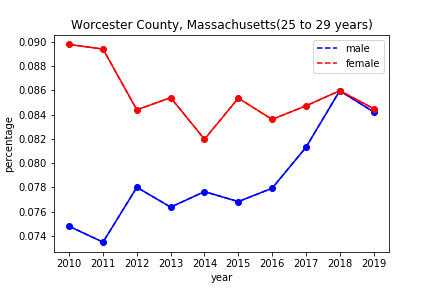 Worcester County, Massachusetts(25 to 29 years)
male
female
0.090
0.088
0.086
0.084
0.082
0.080
0.078
0.076
0.074
percentage
2010 2011 2012 2013 2014 2015 2016 2017 2018 2019
year